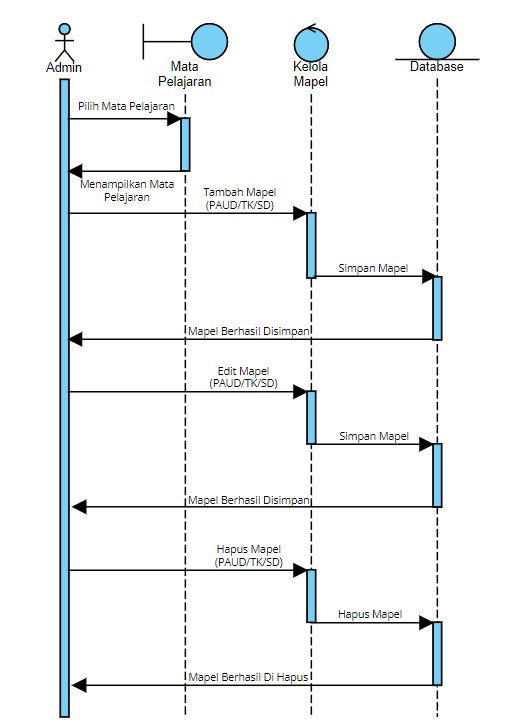 Admin
Mata
Pelajaran
Kelola
Mapel
Database
Pilih Mata Pelajaran
Menampilkan Mata
Pelajaran
Tambah Mapel
(PAUD/TK/SD)
Simpan Mapel
Mapel Berhasil Disimpan
Edit Mapel
(PAUD/TK/SD)
Simpan Mapel
Mapel Berhasil Disimpan
Hapus Mapel
(PAUD/TK/SD)
Hapus Mapel
Mapel Berhasil Di Hapus